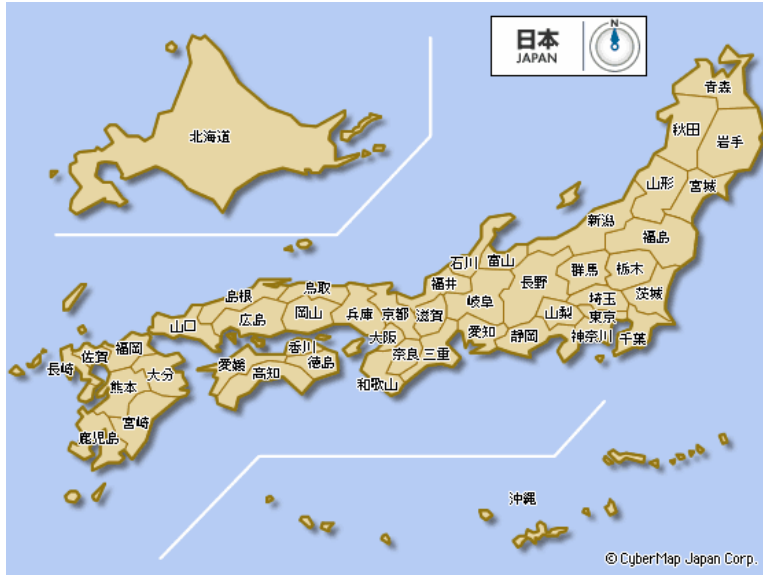 日本
JAPAN
N
北海道
青森
秋田
岩手
山形
宮城
新潟
福島
石川
富山
福井
長野
群馬
栃木
茨城
岐阜
山梨
埼玉
東京
千葉
神奈川
静岡
愛知
滋賀
京都
兵庫
大阪
奈良
三重
和歌山
鳥取
島根
岡山
広島
山口
香川
徳島
愛媛
高知
福岡
佐賀
長崎
大分
熊本
宮崎
鹿児島
沖縄
© CyberMap Japan Corp.